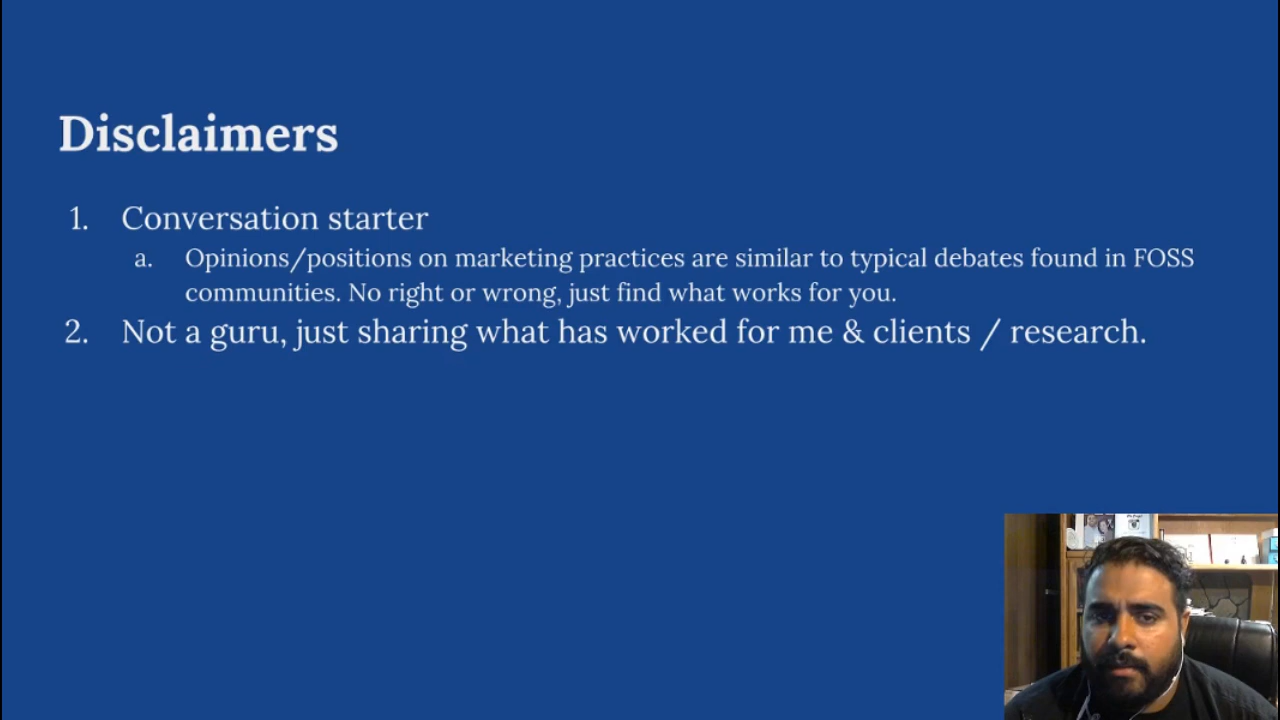 Disclaimers
1. Conversation starter
a. Opinions/positions on marketing practices are similar to typical debates found in FOSS
communities. No right or wrong, just find what works for you.
2. Not a guru, just sharing what has worked for me & clients / research.